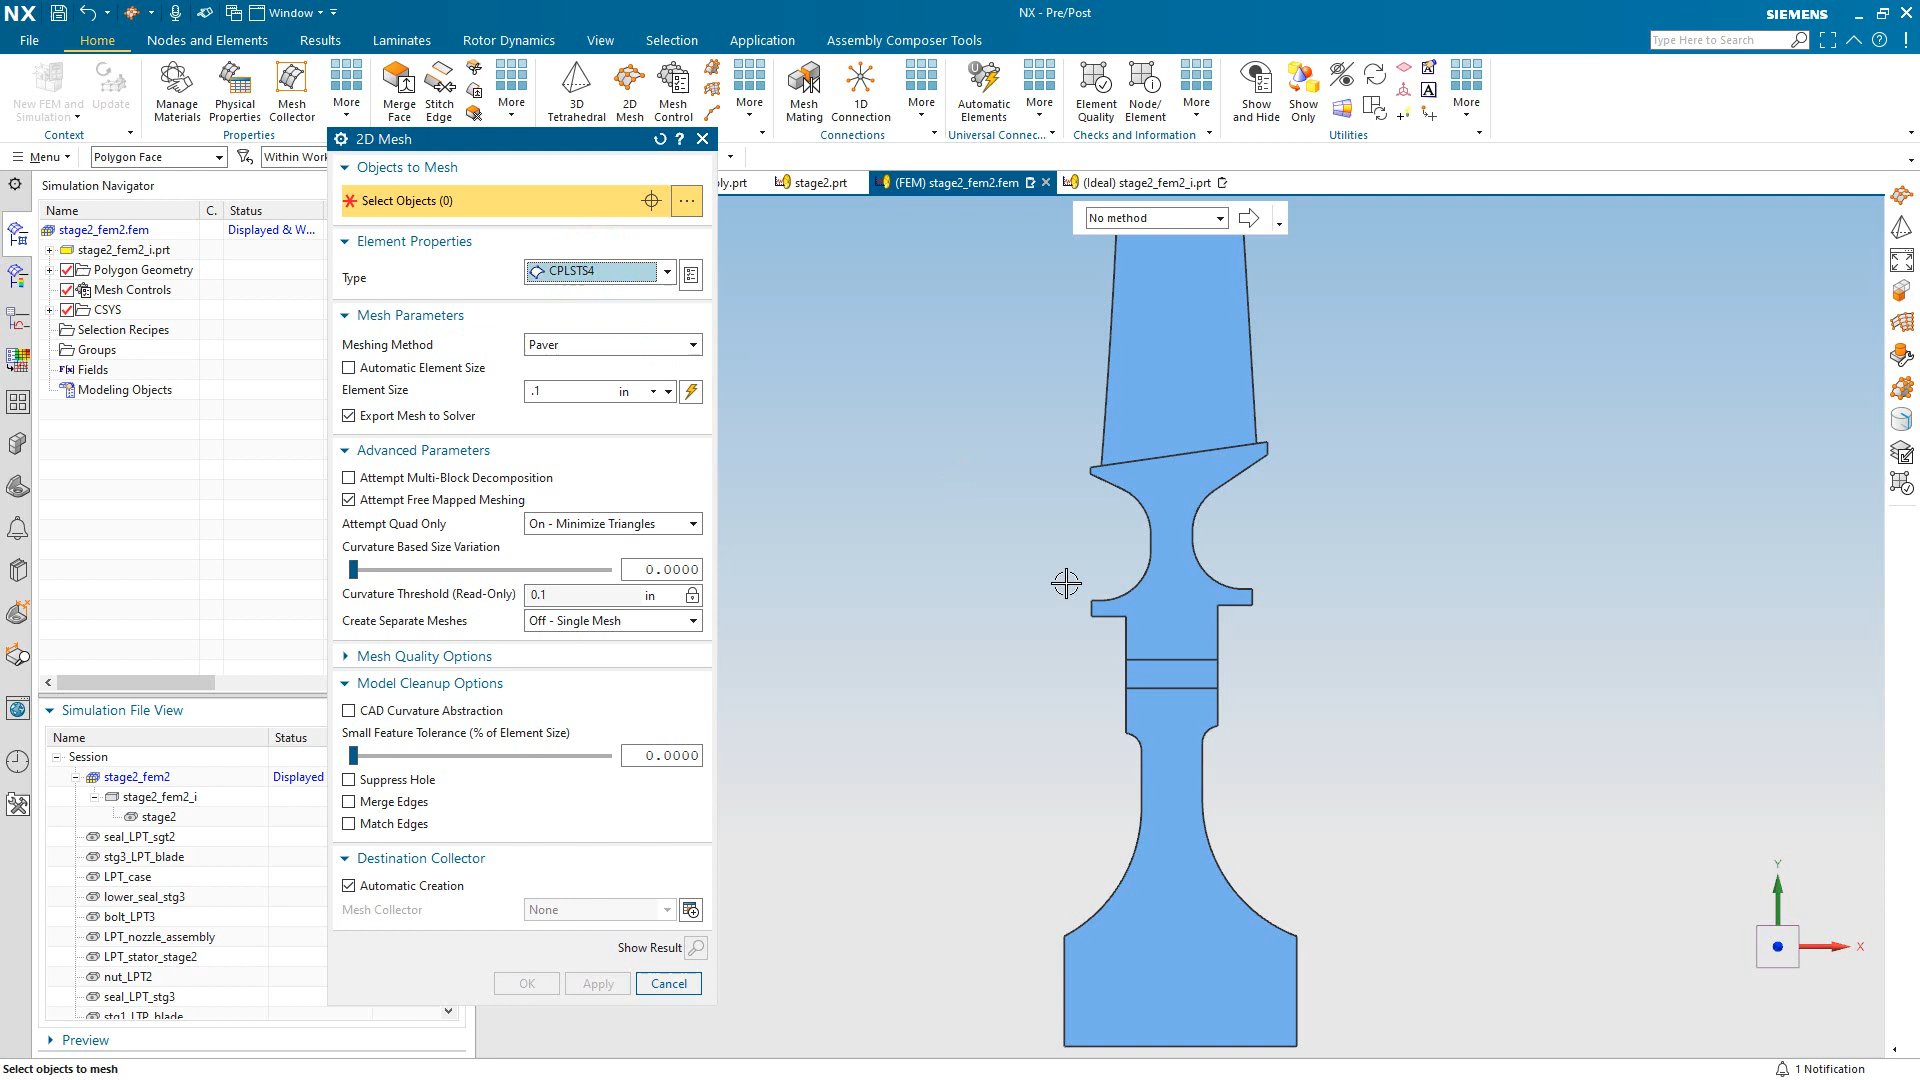 NX
Window
NX - Pre/Post
SIEMENS
File
Home
Nodes and Elements
Results
Laminates
Rotor Dynamics
View
Selection
Application
Assembly Composer Tools
Type Here to Search
New FEM and Simulation
Update
Context
Manage Materials
Physical Properties
Mesh Collector
More
Properties
Merge Face
Stitch Edge
More
3D Tetrahedral
2D Mesh
Mesh Control
More
Mesh Mating
1D Connection
More
Connections
Automatic Elements
More
Universal Connec...
Element Quality
Node/ Element
More
Checks and Information
Show and Hide
Show Only
More
Utilities
Menu
Polygon Face
Within Work
ly.prt
stage2.prt
(FEM) stage2_fem2.fem
(Ideal) stage2_fem2_i.prt
No method
Simulation Navigator
Name
C.
Status
stage2_fem2.fem
Displayed & W...
stage2_fem2_i.prt
Polygon Geometry
Mesh Controls
CSYS
Selection Recipes
Groups
Fields
Modeling Objects
Simulation File View
Name
Status
Session
stage2_fem2
Displayed
stage2_fem2_i
stage2
seal_LPT_sgt2
stg3_LPT_blade
LPT_case
lower_seal_stg3
bolt_LPT3
LPT_nozzle_assembly
LPT_stator_stage2
nut_LPT2
seal_LPT_stg3
stg1_LTP_blade
Preview
2D Mesh
Objects to Mesh
Select Objects (0)
Element Properties
Type
CPLSTS4
Mesh Parameters
Meshing Method
Paver
Automatic Element Size
Element Size
.1
in
Export Mesh to Solver
Advanced Parameters
Attempt Multi-Block Decomposition
Attempt Free Mapped Meshing
Attempt Quad Only
On - Minimize Triangles
Curvature Based Size Variation
0.0000
Curvature Threshold (Read-Only)
0.1
in
Create Separate Meshes
Off - Single Mesh
Mesh Quality Options
Model Cleanup Options
CAD Curvature Abstraction
Small Feature Tolerance (% of Element Size)
0.0000
Suppress Hole
Merge Edges
Match Edges
Destination Collector
Automatic Creation
Mesh Collector
None
Show Result
OK
Apply
Cancel
Y
X
Select objects to mesh
1 Notification